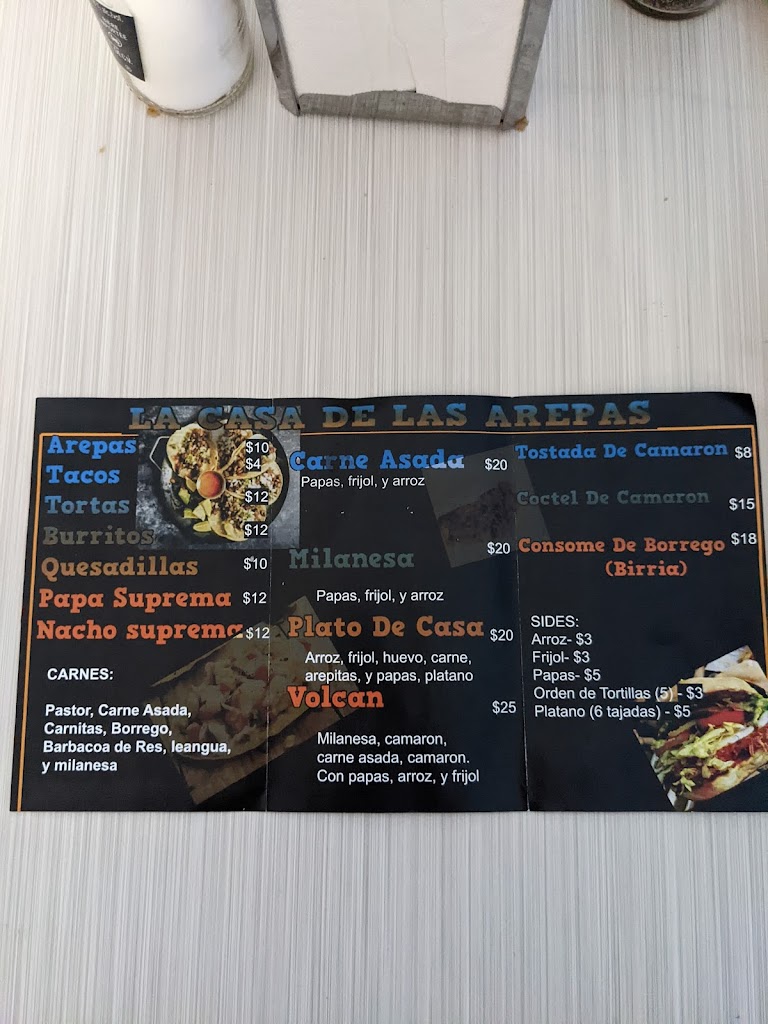 LA CASA DE LAS AREPAS
Arepas $10
Tacos $4
Tortas $12
Burritos $12
Quesadillas $10
Papa Suprema $12
Nacho suprema $12
CARNES:
Pastor, Carne Asada,
Carnitas, Borrego,
Barbacoa de Res, leangua,
y milanesa
Carne Asada $20
Papas, frijol, y arroz
Milanesa $20
Papas, frijol, y arroz
Plato De Casa $20
Arroz, frijol, huevo, carne,
arepitas, y papas, platano
Volcan $25
Milanesa, camaron,
carne asada, camaron.
Con papas, arroz, y frijol
Tostada De Camaron $8
Coctel De Camaron $15
Consome De Borrego $18
(Birria)
SIDES:
Arroz- $3
Frijol- $3
Papas- $5
Orden de Tortillas (5) - $3
Platano (6 tajadas) - $5